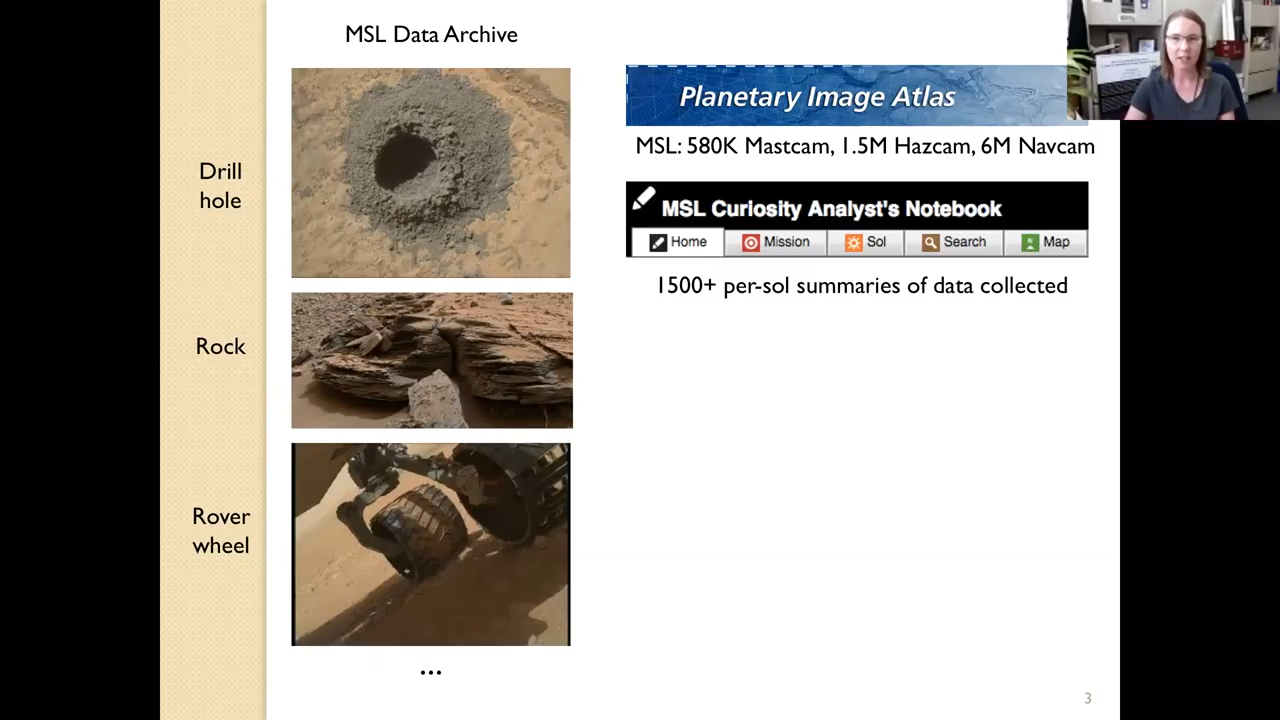 MSL Data Archive
Planetary Image Atlas
MSL: 580K Mastcam, 1.5M Hazcam, 6M Navcam
Drill
hole
MSL Curiosity Analyst's Notebook
Home Mission Sol Search Map
1500+ per-sol summaries of data collected
Rock
Rover
wheel
...
3